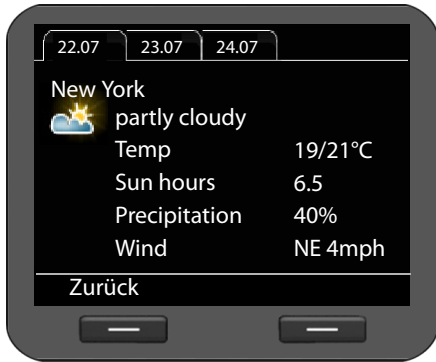 22.07 23.07 24.07
New York
partly cloudy
Temp 19/21°C
Sun hours 6.5
Precipitation 40%
Wind NE 4mph
Zurück